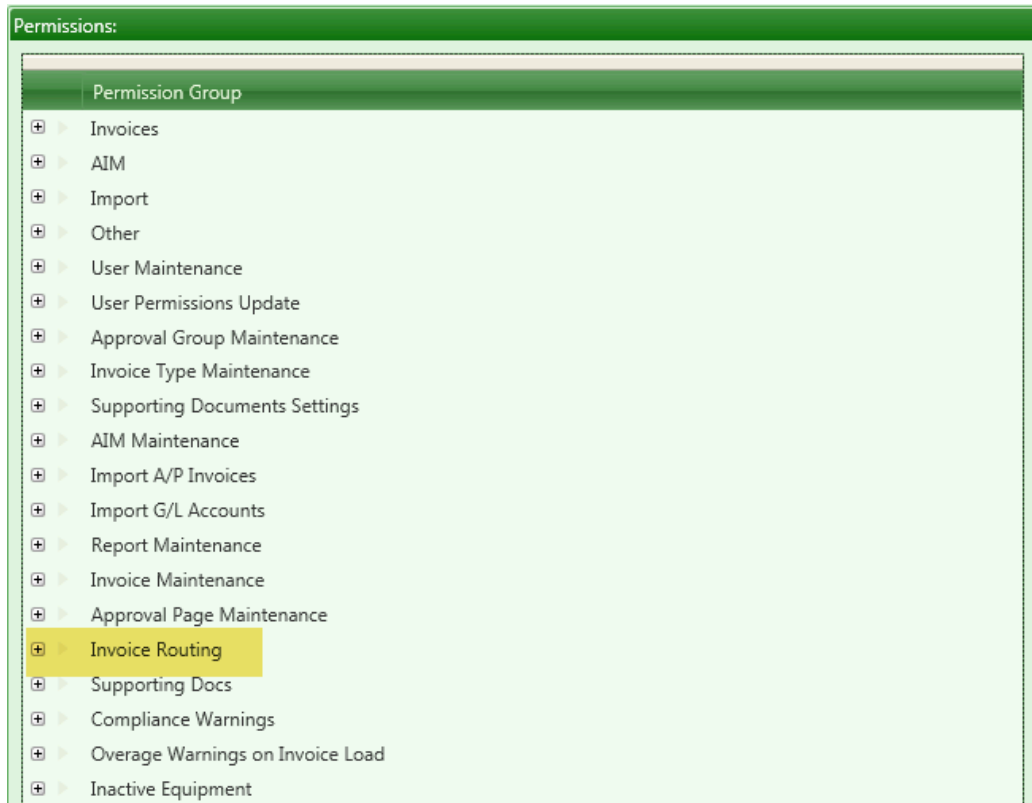 Permissions:
Permission Group
Invoices
AIM
Import
Other
User Maintenance
User Permissions Update
Approval Group Maintenance
Invoice Type Maintenance
Supporting Documents Settings
AIM Maintenance
Import A/P Invoices
Import G/L Accounts
Report Maintenance
Invoice Maintenance
Approval Page Maintenance
Invoice Routing
Supporting Docs
Compliance Warnings
Overage Warnings on Invoice Load
Inactive Equipment